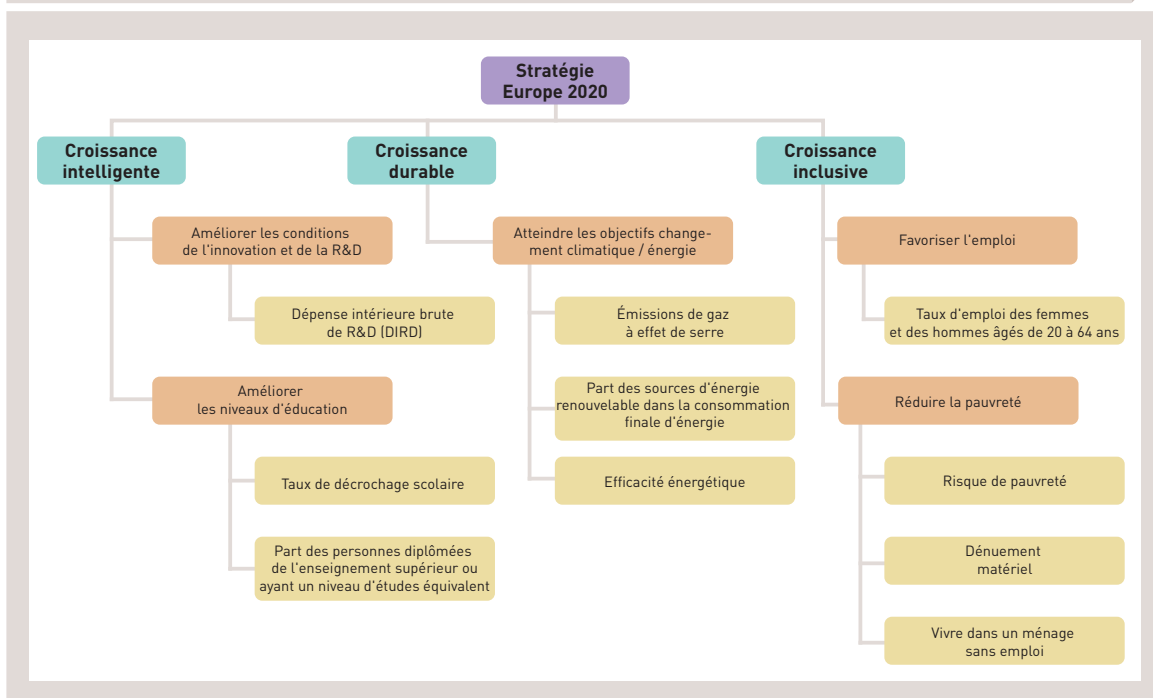 Stratégie
Europe 2020
Croissance
intelligente
Améliorer les conditions
de l'innovation et de la R&D
Dépense intérieure brute
de R&D (DIRD)
Améliorer
les niveaux d'éducation
Taux de décrochage scolaire
Part des personnes diplômées
de l'enseignement supérieur ou
ayant un niveau d'études équivalent
Croissance
durable
Atteindre les objectifs change-
ment climatique / énergie
Émissions de gaz
à effet de serre
Part des sources d'énergie
renouvelable dans la consommation
finale d'énergie
Efficacité énergétique
Croissance
inclusive
Favoriser l'emploi
Taux d'emploi des femmes
et des hommes âgés de 20 à 64 ans
Réduire la pauvreté
Risque de pauvreté
Dénuement
matériel
Vivre dans un ménage
sans emploi